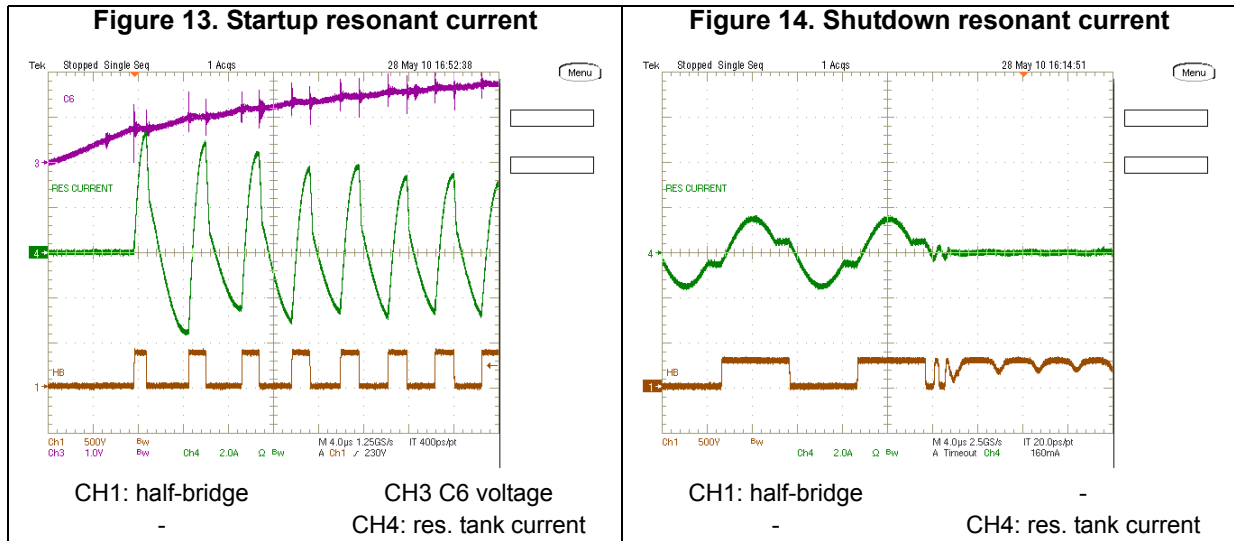 Figure 13. Startup resonant current
Tek Stopped Single Seq 1 Acqs 28 May 10 16:52:38
Menu
C6
3
RES CURRENT
4
HB
1
Ch1 500V Bw M 4.0µs 1.25GS/s IT 400ps/pt
Ch3 1.0V Bw Ch4 2.0A Ω Bw A Ch1 ∕ 230V
CH1: half-bridge CH3 C6 voltage
- CH4: res. tank current
Figure 14. Shutdown resonant current
Tek Stopped Single Seq 1 Acqs 28 May 10 16:14:51
Menu
RES CURRENT
4
HB
1
Ch1 500V Bw M 4.0µs 2.5GS/s IT 20.0ps/pt
Ch4 2.0A Ω Bw A Timeout Ch4 160mA
CH1: half-bridge -
- CH4: res. tank current